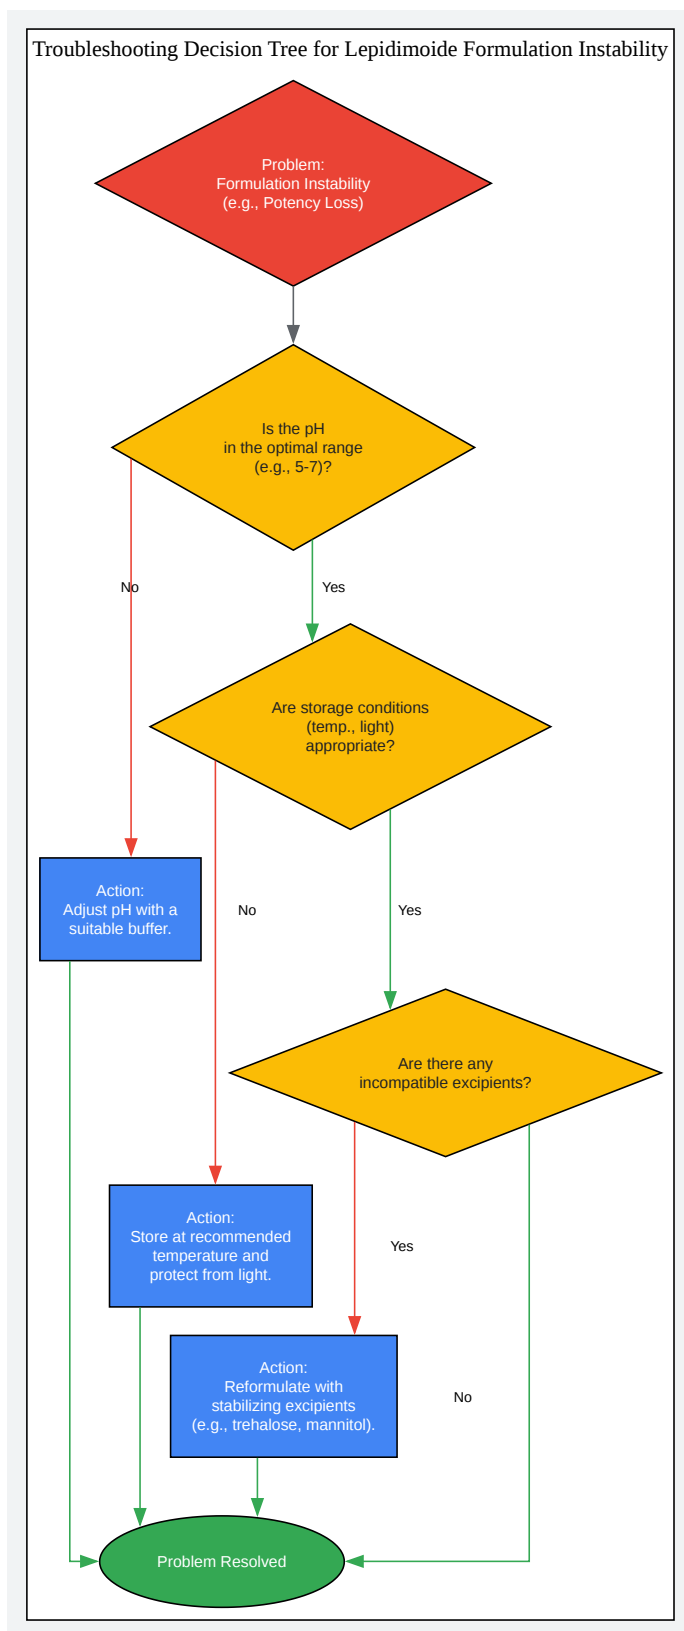 Troubleshooting Decision Tree for Lepidimoide Formulation Instability
Problem:
Formulation Instability
(e.g., Potency Loss)
Is the pH
in the optimal range
(e.g., 5-7)?
No
Yes
Are storage conditions
(temp., light)
appropriate?
Action:
Adjust pH with a
suitable buffer.
No
Yes
Are there any
incompatible excipients?
Action:
Store at recommended
temperature and
protect from light.
Yes
Action:
Reformulate with
stabilizing excipients
(e.g., trehalose, mannitol).
No
Problem Resolved